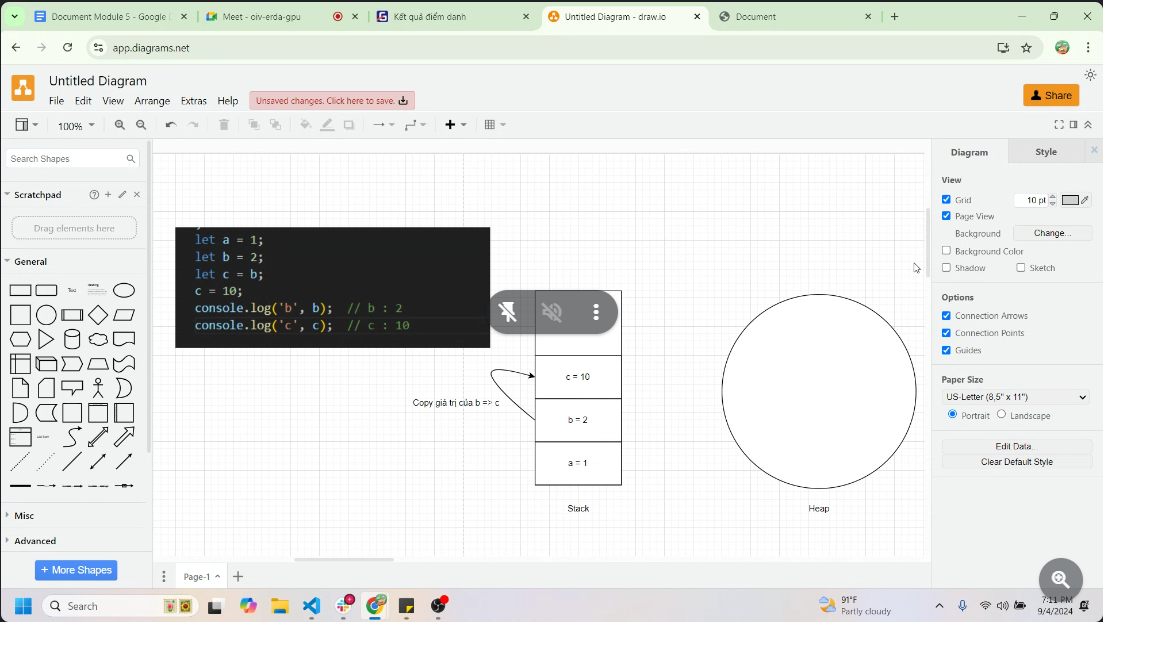 Document Module 5 - Google D
Meet - oiv-erda-gpu
Kết quả điểm danh
Untitled Diagram - draw.io
Document
app.diagrams.net
Untitled Diagram
File Edit View Arrange Extras Help
Unsaved changes. Click here to save.
Share
100%
Search Shapes
Scratchpad
Drag elements here
General
Text
Heading
Misc
Advanced
+ More Shapes
let a = 1;
let b = 2;
let c = b;
c = 10;
console.log('b', b); // b : 2
console.log('c', c); // c : 10
c = 10
Copy giá trị của b => c
b = 2
a = 1
Stack
Heap
Diagram
Style
View
Grid
10 pt
Page View
Background
Change...
Background Color
Shadow
Sketch
Options
Connection Arrows
Connection Points
Guides
Paper Size
US-Letter (8,5" x 11")
Portrait
Landscape
Edit Data...
Clear Default Style
Page-1
Search
91°F
Partly cloudy
7:11 PM
9/4/2024